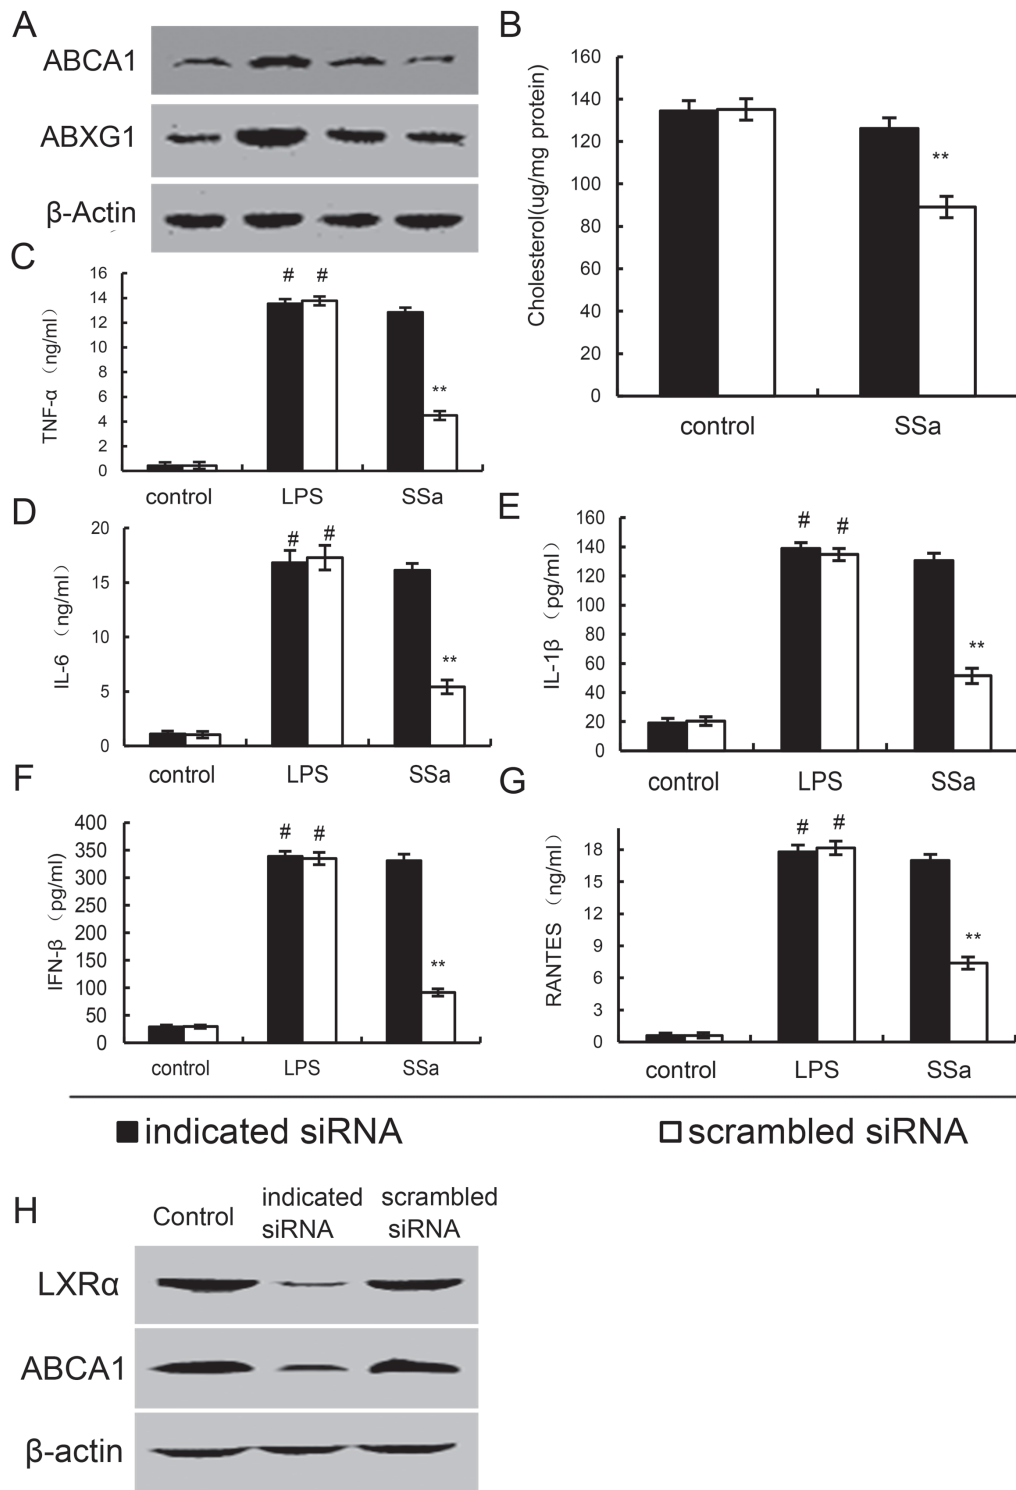 A
ABCA1
ABXG1
β-Actin
B
Cholesterol(ug/mg protein)
160
140
120
100
80
60
40
20
0
**
control SSa
C
TNF-α（ng/ml）
16
14
12
10
8
6
4
2
0
# #
**
control LPS SSa
D
IL-6（ng/ml）
20
15
10
5
0
# #
**
control LPS SSa
E
IL-1β（pg/ml）
160
140
120
100
80
60
40
20
0
# #
**
control LPS SSa
F
IFN-β（pg/ml)
400
350
300
250
200
150
100
50
0
# #
**
control LPS SSa
G
RANTES（ng/ml）
18
15
12
9
6
3
0
# #
**
control LPS SSa
indicated siRNA scrambled siRNA
H
Control indicated siRNA scrambled siRNA
LXRα
ABCA1
β-actin